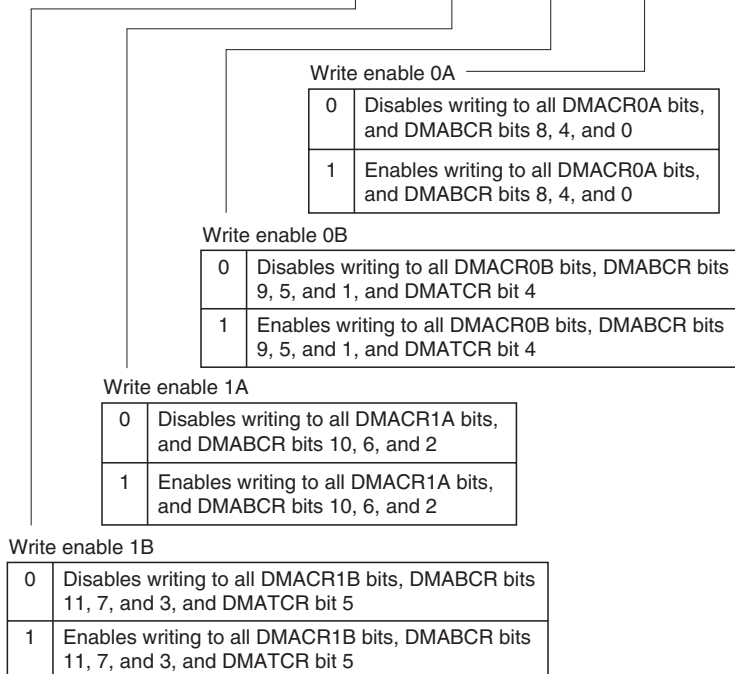 Write enable 0A
0 Disables writing to all DMACR0A bits,
and DMABCR bits 8, 4, and 0
1 Enables writing to all DMACR0A bits,
and DMABCR bits 8, 4, and 0
Write enable 0B
0 Disables writing to all DMACR0B bits, DMABCR bits
9, 5, and 1, and DMATCR bit 4
1 Enables writing to all DMACR0B bits, DMABCR bits
9, 5, and 1, and DMATCR bit 4
Write enable 1A
0 Disables writing to all DMACR1A bits,
and DMABCR bits 10, 6, and 2
1 Enables writing to all DMACR1A bits,
and DMABCR bits 10, 6, and 2
Write enable 1B
0 Disables writing to all DMACR1B bits, DMABCR bits
11, 7, and 3, and DMATCR bit 5
1 Enables writing to all DMACR1B bits, DMABCR bits
11, 7, and 3, and DMATCR bit 5